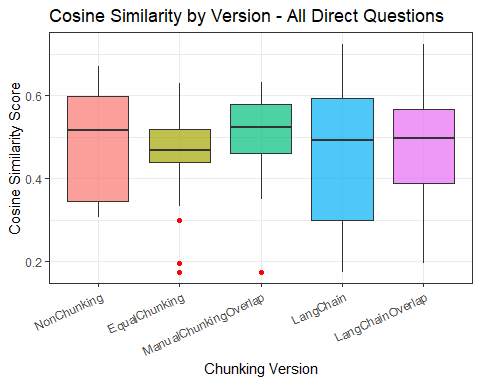 Cosine Similarity by Version - All Direct Questions
Cosine Similarity Score
0.6
0.4
0.2
NonChunking
EqualChunking
ManualChunkingOverlap
LangChain
LangChainOverlap
Chunking Version